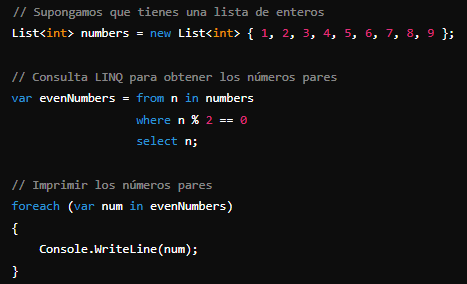 // Supongamos que tienes una lista de enteros
List<int> numbers = new List<int> { 1, 2, 3, 4, 5, 6, 7, 8, 9 };
// Consulta LINQ para obtener los números pares
var evenNumbers = from n in numbers
where n % 2 == 0
select n;
// Imprimir los números pares
foreach (var num in evenNumbers)
{
Console.WriteLine(num);
}